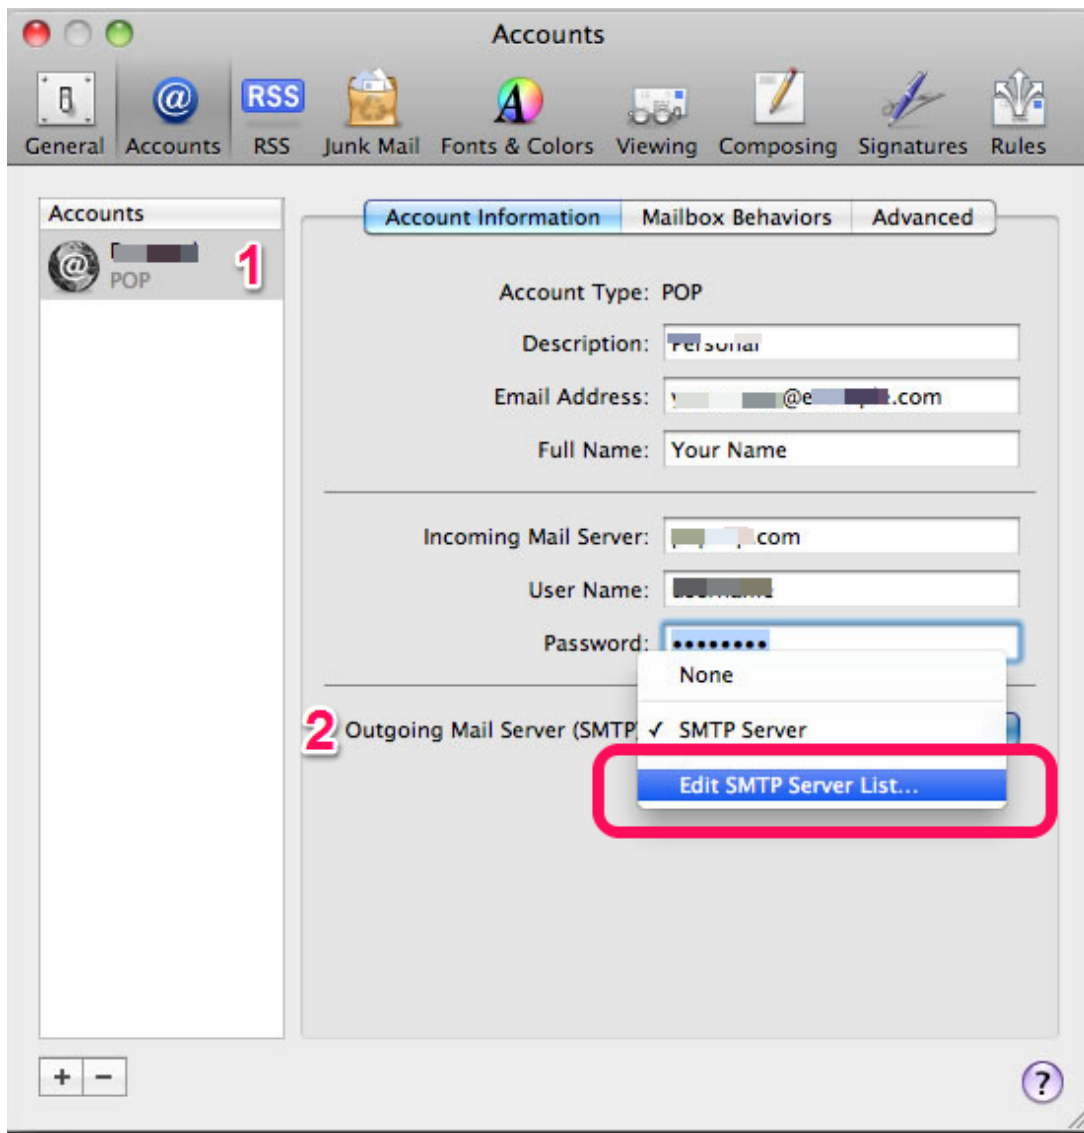 Accounts
General Accounts RSS Junk Mail Fonts & Colors Viewing Composing Signatures Rules
RSS
Accounts
POP
1
Account Information Mailbox Behaviors Advanced
Account Type: POP
Description: Personal
Email Address: @ .com
Full Name: Your Name
Incoming Mail Server: .com
User Name:
Password: ••••••••
None
2 Outgoing Mail Server (SMTP) ✓ SMTP Server
Edit SMTP Server List...
+ −
?